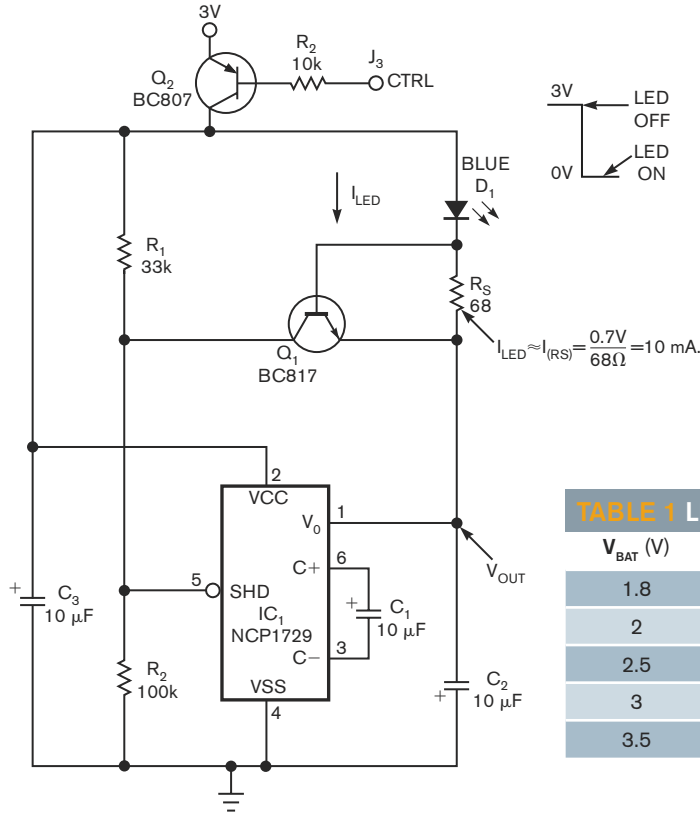 3V
R2
10k
J3
CTRL
Q2
BC807
3V
LED
OFF
LED
ON
0V
BLUE
D1
ILED
R1
33k
RS
68
Q1
BC817
ILED≈I(RS)=0.7V/68Ω=10 mA.
2
VCC
V0
1
C+
6
5
SHD
IC1
NCP1729
C−
3
VSS
4
+
C3
10 µF
+
C1
10 µF
VOUT
R2
100k
+
C2
10 µF
TABLE 1 L
VBAT (V)
1.8
2
2.5
3
3.5